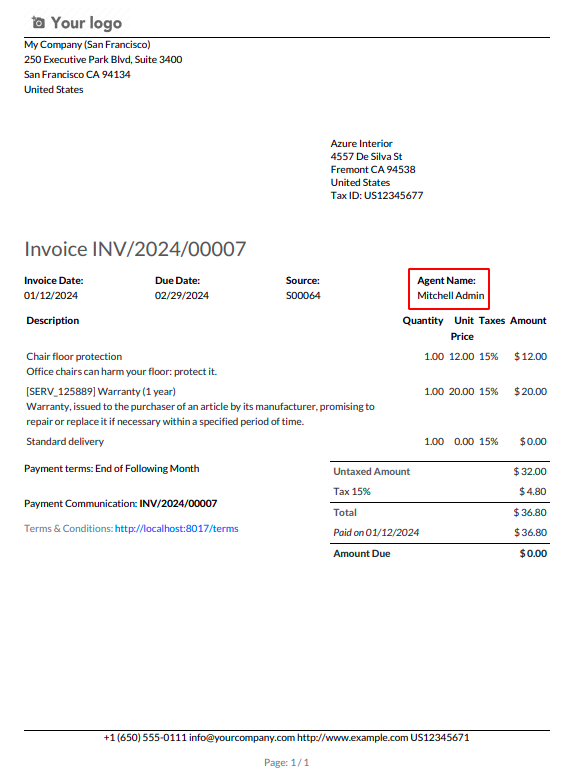 Your logo
My Company (San Francisco)
250 Executive Park Blvd, Suite 3400
San Francisco CA 94134
United States
Azure Interior
4557 De Silva St
Fremont CA 94538
United States
Tax ID: US12345677
Invoice INV/2024/00007
Invoice Date: Due Date: Source: Agent Name:
01/12/2024 02/29/2024 S00064 Mitchell Admin
Description Quantity Unit Price Taxes Amount
Chair floor protection 1.00 12.00 15% $ 12.00
Office chairs can harm your floor: protect it.
[SERV_125889] Warranty (1 year) 1.00 20.00 15% $ 20.00
Warranty, issued to the purchaser of an article by its manufacturer, promising to
repair or replace it if necessary within a specified period of time.
Standard delivery 1.00 0.00 15% $ 0.00
Payment terms: End of Following Month
Payment Communication: INV/2024/00007
Terms & Conditions: http://localhost:8017/terms
Untaxed Amount $ 32.00
Tax 15% $ 4.80
Total $ 36.80
Paid on 01/12/2024 $ 36.80
Amount Due $ 0.00
+1 (650) 555-0111 info@yourcompany.com http://www.example.com US12345671
Page: 1 / 1